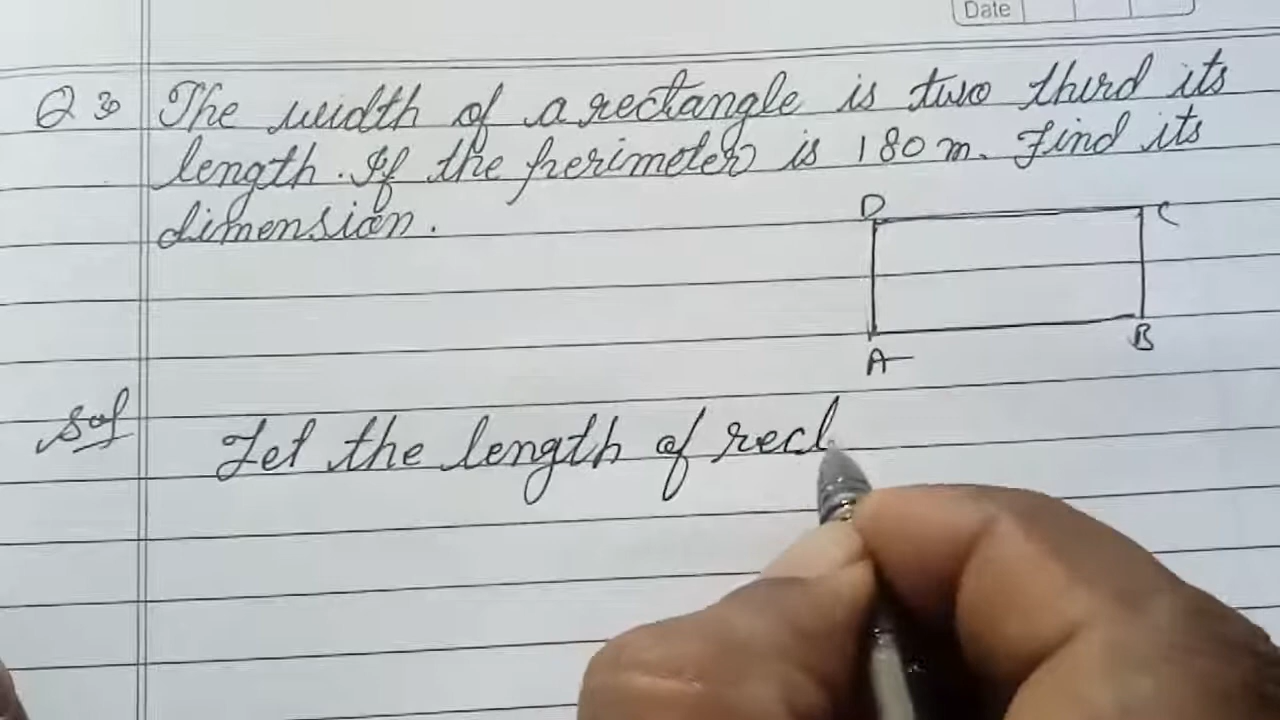 Date
Q 3 The width of a rectangle is two third its
length. If the perimeter is 180 m. Find its
dimension.
D C
A B
Sol Let the length of rect